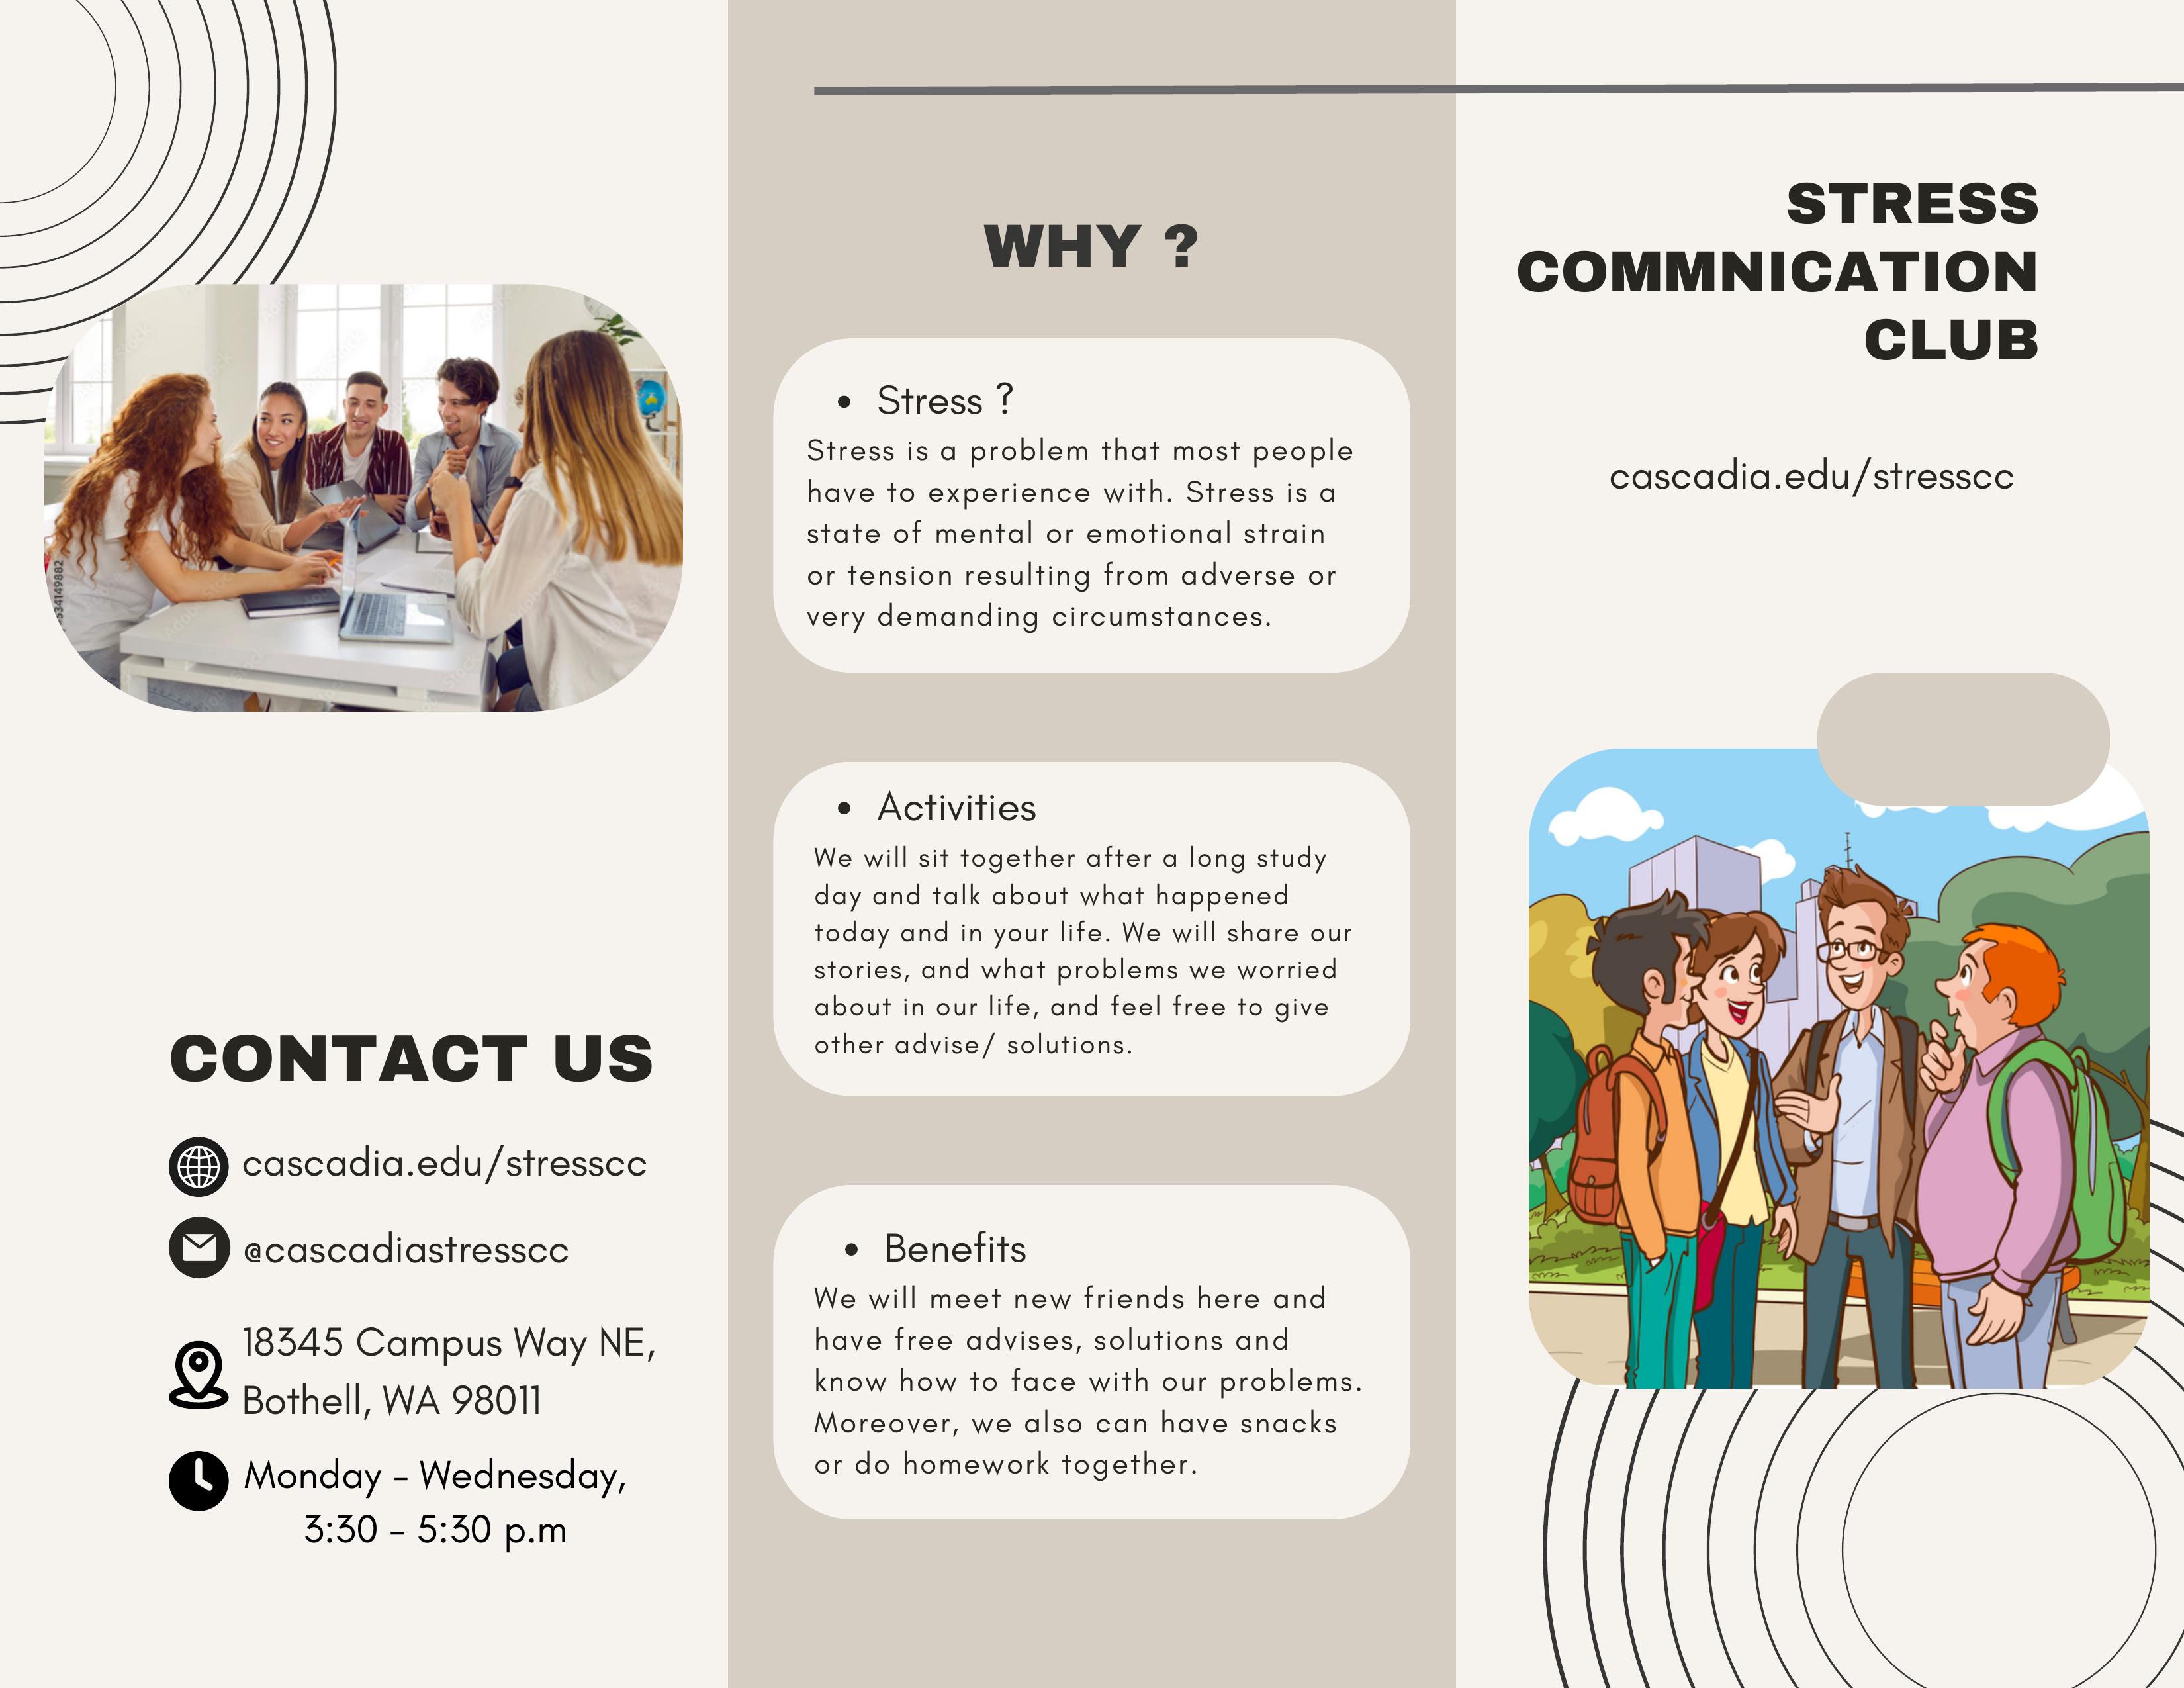 CONTACT US
cascadia.edu/stresscc
@cascadiastresscc
18345 Campus Way NE,
Bothell, WA 98011
Monday - Wednesday,
3:30 - 5:30 p.m
WHY ?
• Stress ?
Stress is a problem that most people
have to experience with. Stress is a
state of mental or emotional strain
or tension resulting from adverse or
very demanding circumstances.
• Activities
We will sit together after a long study
day and talk about what happened
today and in your life. We will share our
stories, and what problems we worried
about in our life, and feel free to give
other advise/ solutions.
• Benefits
We will meet new friends here and
have free advises, solutions and
know how to face with our problems.
Moreover, we also can have snacks
or do homework together.
STRESS
COMMNICATION
CLUB
cascadia.edu/stresscc